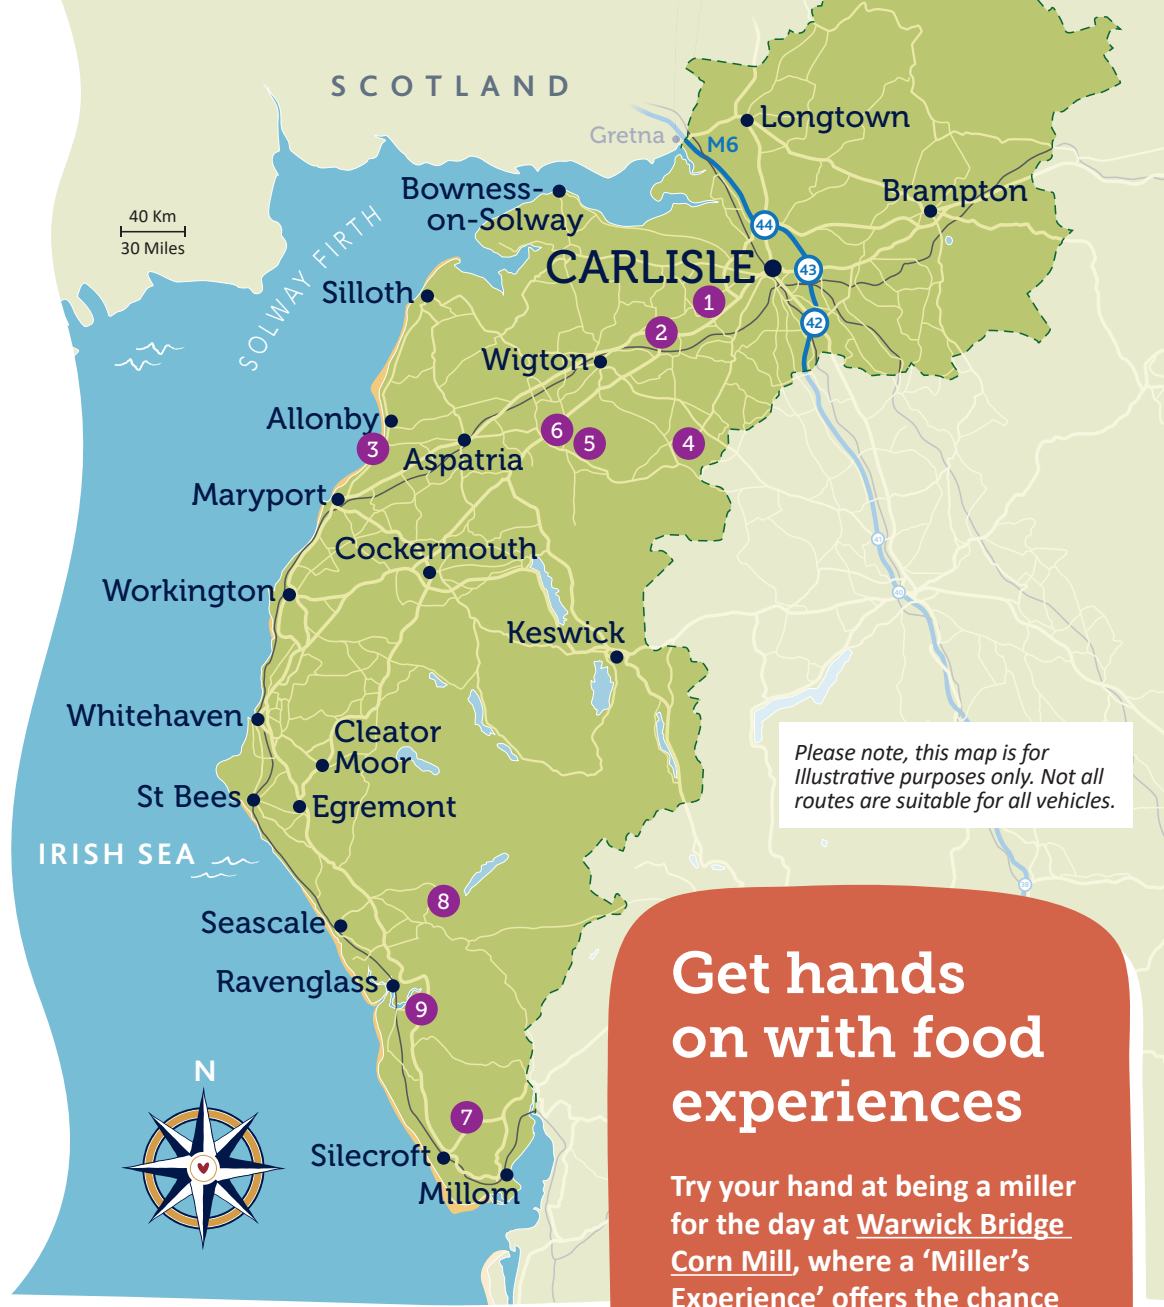 SCOTLAND
Longtown
Gretna
M6
Bowness-
on-Solway
Brampton
40 Km
30 Miles
SOLWAY FIRTH
44
CARLISLE
43
Silloth
1
42
2
Wigton
Allonby
6
5
4
3
Aspatria
Maryport
Cockermouth
41
Workington
40
Keswick
Whitehaven
Cleator
Moor
Please note, this map is for
Illustrative purposes only. Not all
routes are suitable for all vehicles.
St Bees
Egremont
IRISH SEA
38
8
Seascale
Ravenglass
9
Get hands
on with food
experiences
N
7
Silecroft
Millom
Try your hand at being a miller
for the day at Warwick Bridge
Corn Mill, where a ‘Miller’s
Experience’ offers the chance